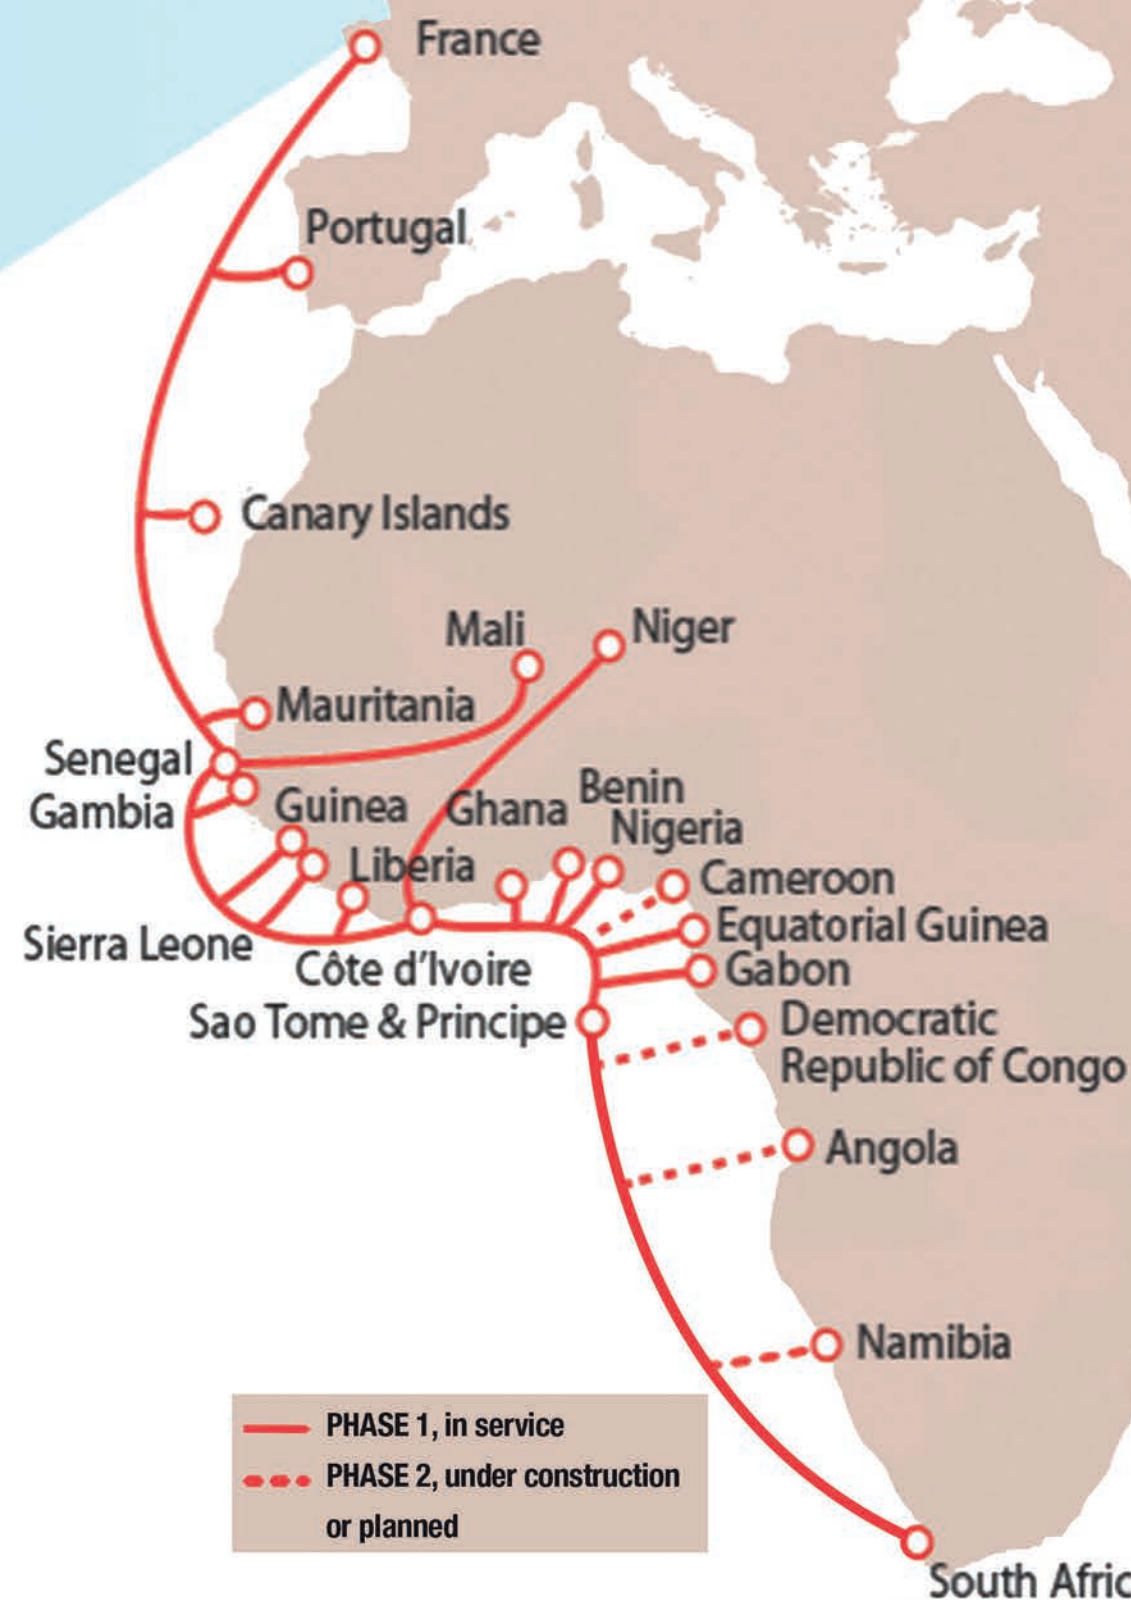 France
Portugal
Canary Islands
Mali
Niger
Mauritania
Senegal
Gambia
Guinea
Ghana
Benin
Nigeria
Liberia
Cameroon
Sierra Leone
Equatorial Guinea
Côte d'Ivoire
Gabon
Sao Tome & Principe
Democratic
Republic of Congo
Angola
Namibia
PHASE 1, in service
PHASE 2, under construction
or planned
South Afric